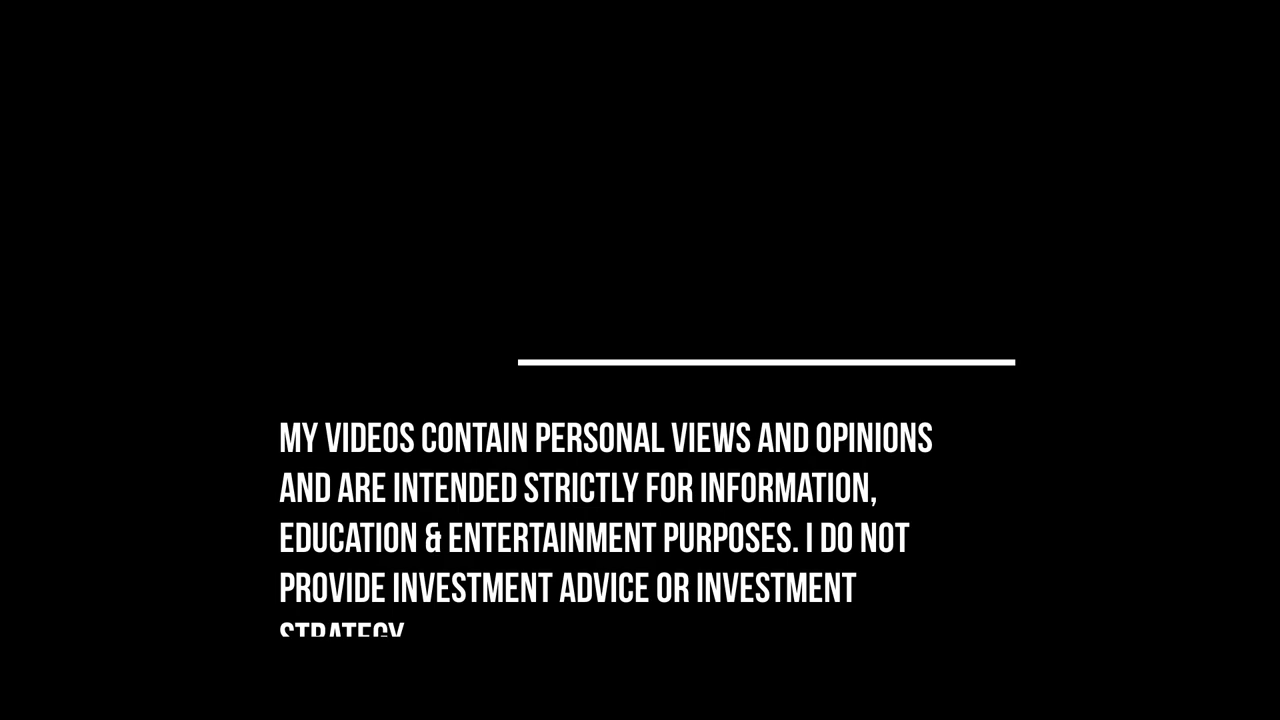 MY VIDEOS CONTAIN PERSONAL VIEWS AND OPINIONS
AND ARE INTENDED STRICTLY FOR INFORMATION,
EDUCATION & ENTERTAINMENT PURPOSES. I DO NOT
PROVIDE INVESTMENT ADVICE OR INVESTMENT
STRATEGY